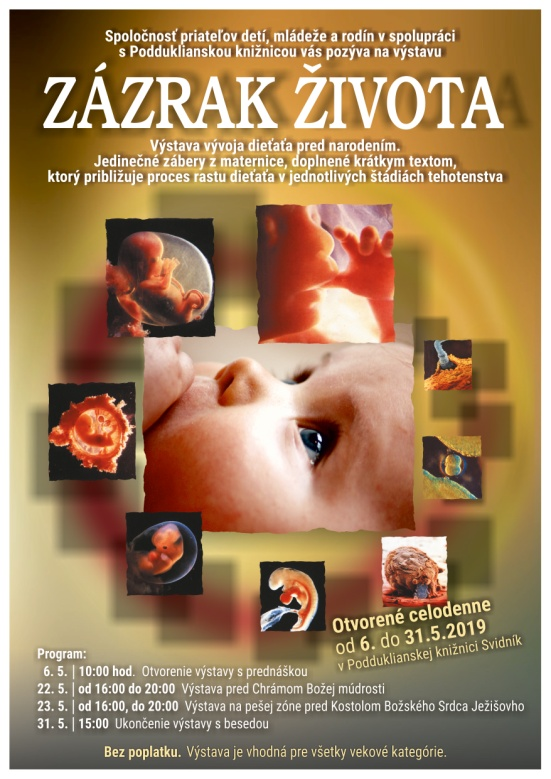 Spoločnosť priateľov detí, mládeže a rodín v spolupráci
s Podduklianskou knižnicou vás pozýva na výstavu
ZÁZRAK ŽIVOTA
Výstava vývoja dieťaťa pred narodením.
Jedinečné zábery z maternice, doplnené krátkym textom,
ktorý približuje proces rastu dieťaťa v jednotlivých štádiách tehotenstva
Otvorené celodenne
od 6. do 31.5.2019
v Podduklianskej knižnici Svidník
Program:
6. 5. | 10:00 hod. Otvorenie výstavy s prednáškou
22. 5. | od 16:00 do 20:00 Výstava pred Chrámom Božej múdrosti
23. 5. | od 16:00, do 20:00 Výstava na pešej zóne pred Kostolom Božského Srdca Ježišovho
31. 5. | 15:00 Ukončenie výstavy s besedou
Bez poplatku. Výstava je vhodná pre všetky vekové kategórie.